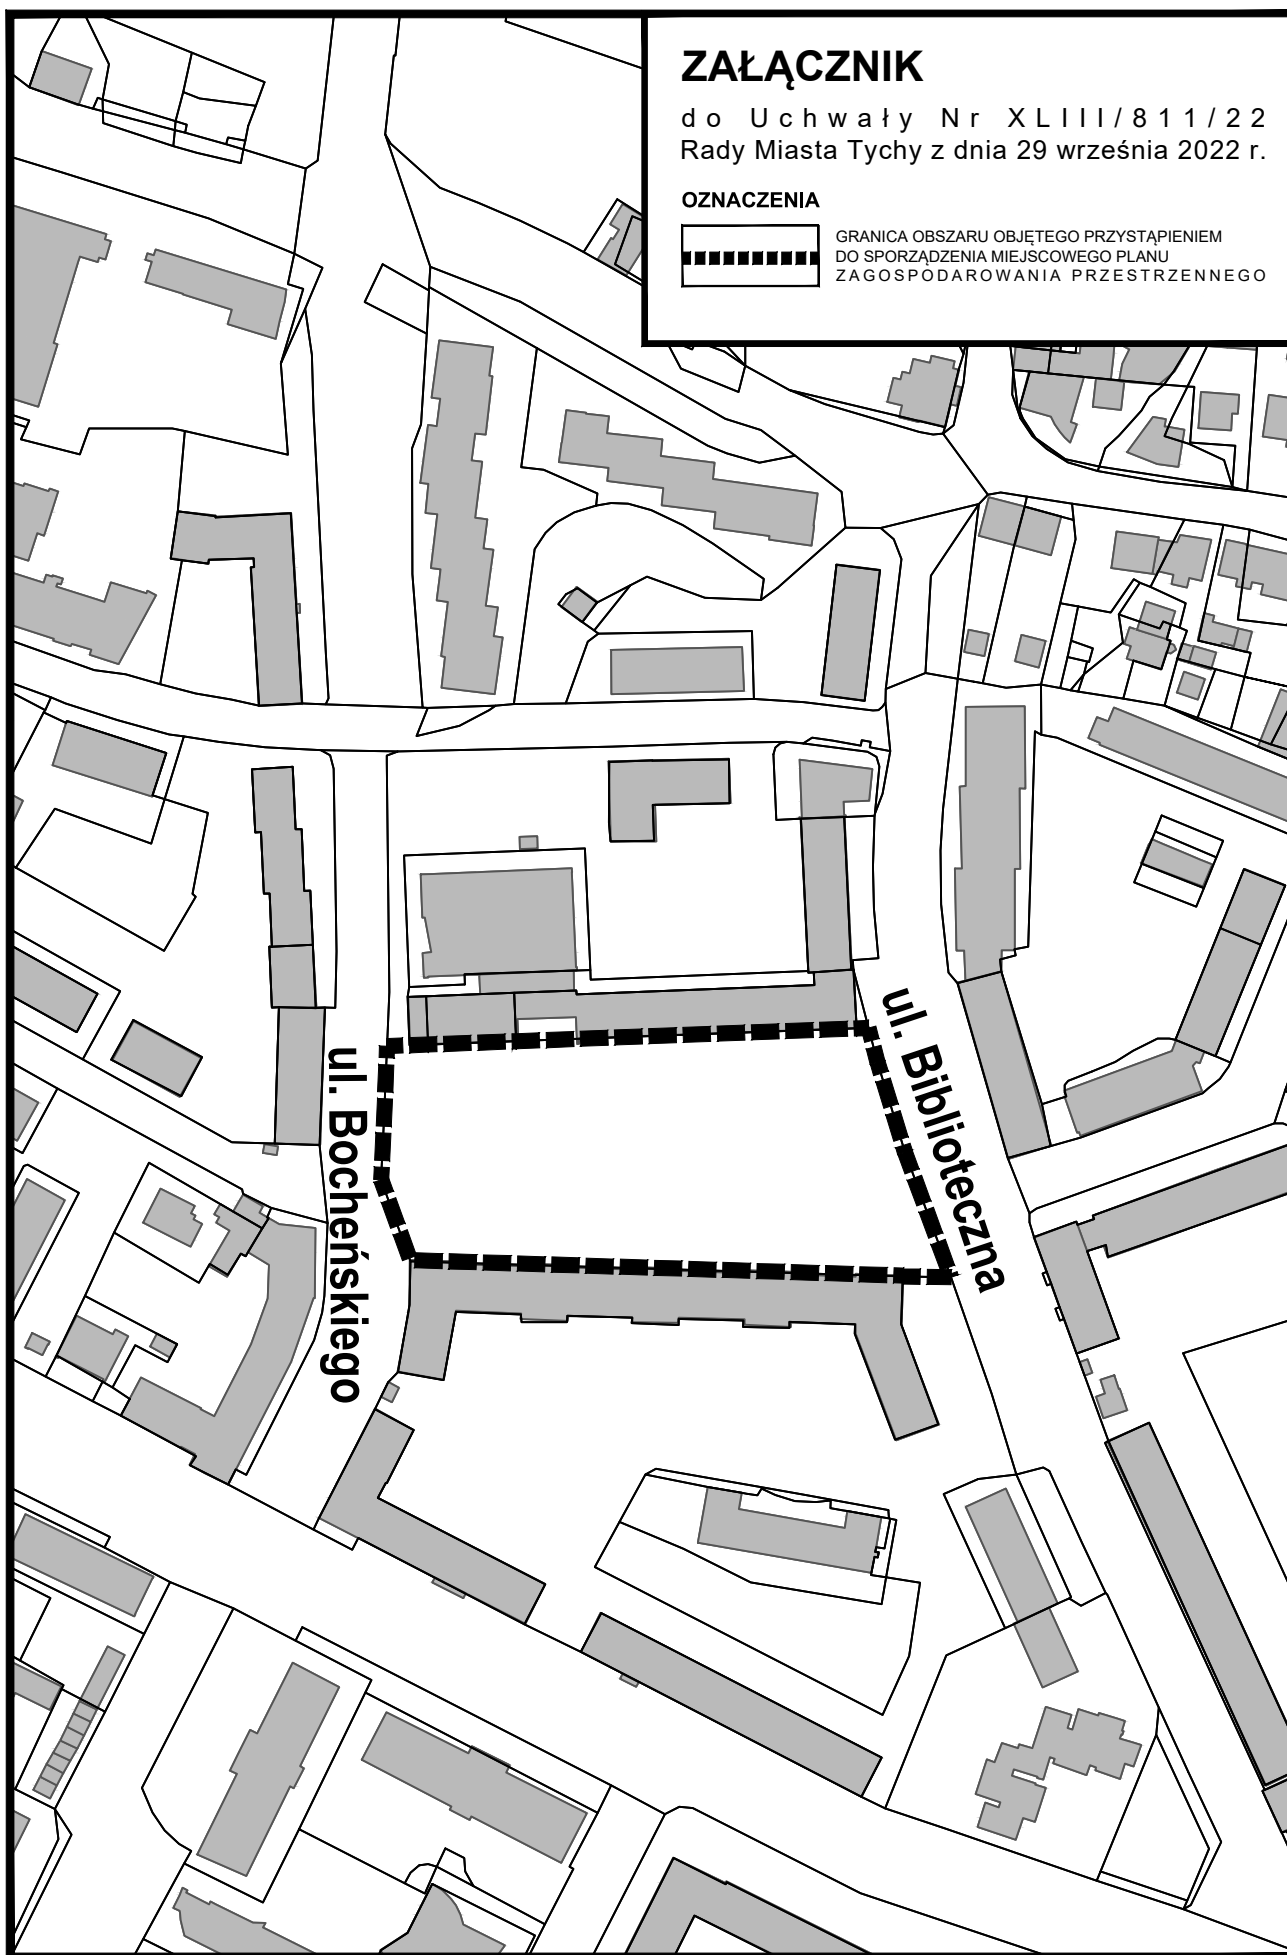 ZAŁĄCZNIK
do Uchwały Nr XLIII/811/22
Rady Miasta Tychy z dnia 29 września 2022 r.
OZNACZENIA
GRANICA OBSZARU OBJĘTEGO PRZYSTĄPIENIEM
DO SPORZĄDZENIA MIEJSCOWEGO PLANU
ZAGOSPODAROWANIA PRZESTRZENNEGO
ul. Biblioteczna
ul. Bocheńskiego